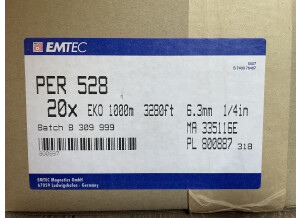 EMTEC
PER 528
20x EKO 1000m 3280ft 6.3mm 1/4in
Batch B 309 999
MA 335116E
PL 800887 318
800887
EMTEC Magnetics GmbH
67059 Ludwigshafen - Germany